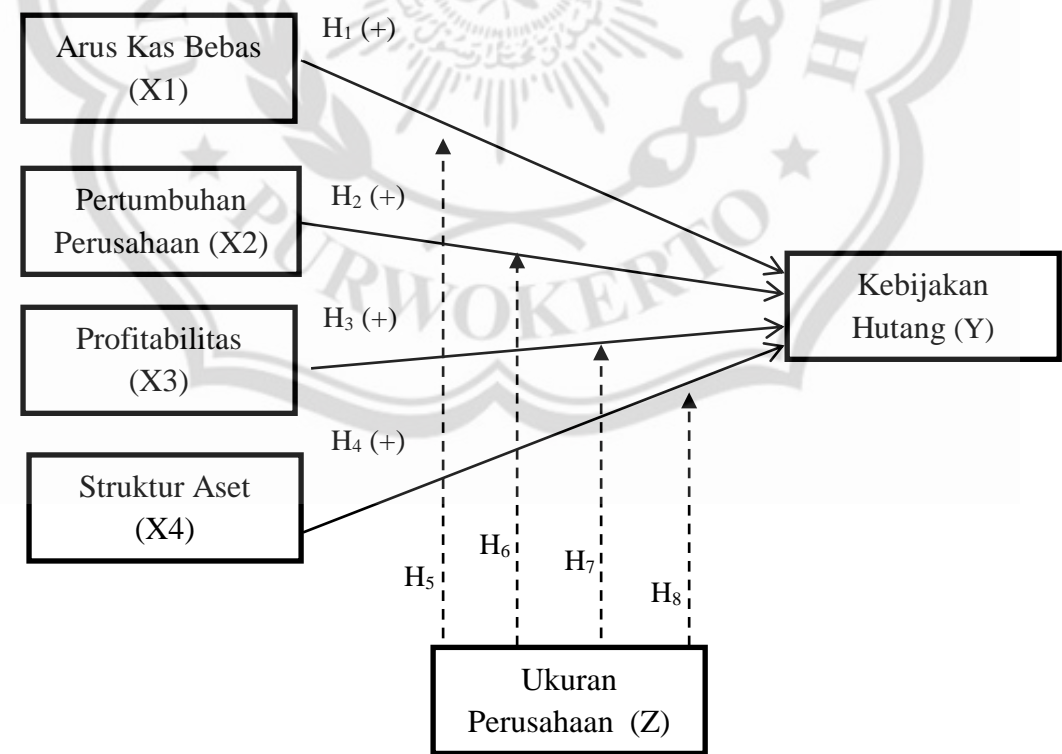 Arus Kas Bebas
(X1)
H₁ (+)
Pertumbuhan
Perusahaan (X2)
H₂ (+)
Profitabilitas
(X3)
H₃ (+)
Struktur Aset
(X4)
H₄ (+)
Kebijakan
Hutang (Y)
H₅
H₆
H₇
H₈
Ukuran
Perusahaan (Z)
PURWOKERTO